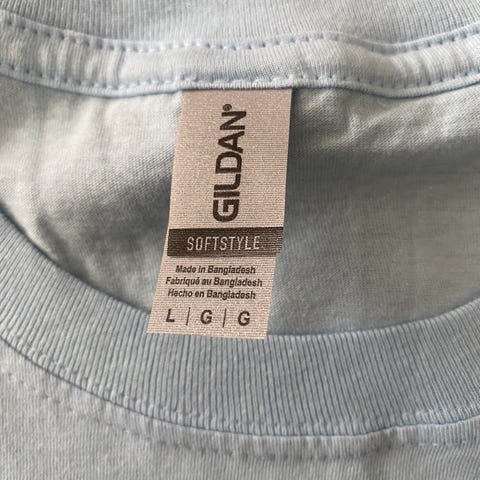 GILDAN®
SOFTSTYLE
Made in Bangladesh
Fabriqué au Bangladesh
Hecho en Bangladesh
L | G | G